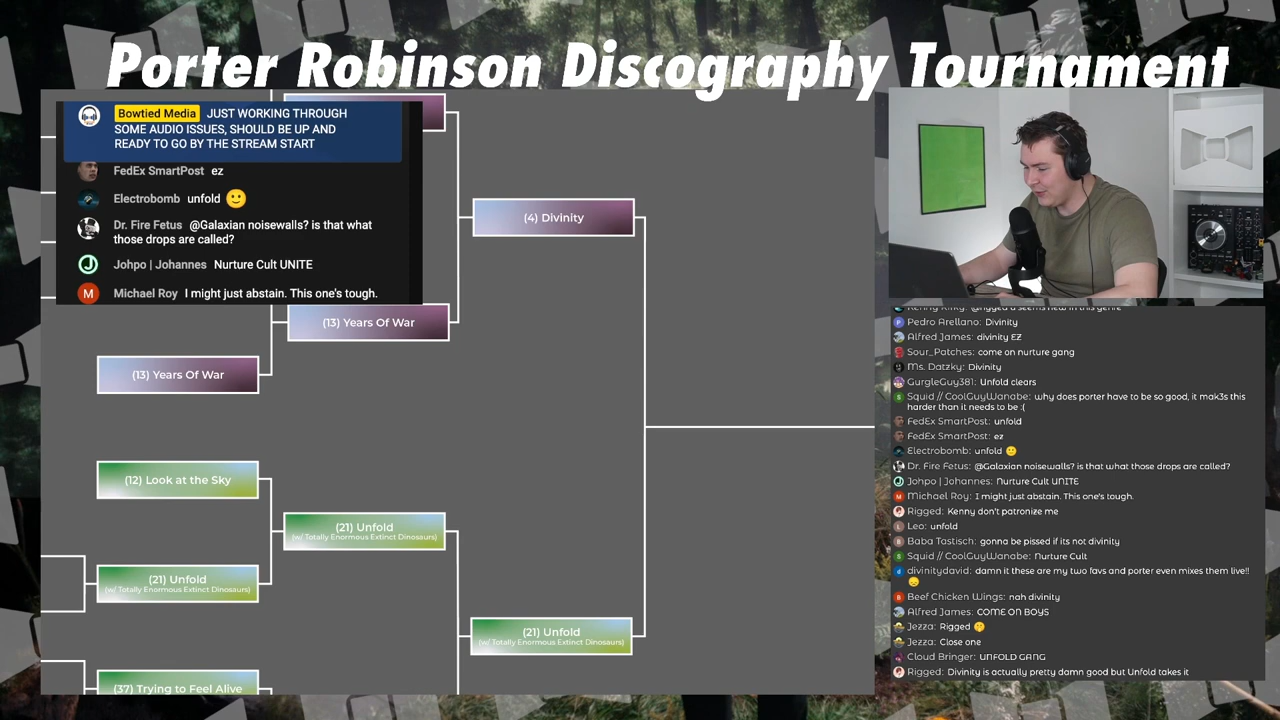 Porter Robinson Discography Tournament
Bowtied Media JUST WORKING THROUGH
SOME AUDIO ISSUES, SHOULD BE UP AND
READY TO GO BY THE STREAM START
FedEx SmartPost ez
Electrobomb unfold 🙂
Dr. Fire Fetus @Galaxian noisewalls? is that what
those drops are called?
Johpo | Johannes Nurture Cult UNITE
M Michael Roy I might just abstain. This one's tough.
(4) Divinity
(13) Years Of War
(13) Years Of War
(12) Look at the Sky
(21) Unfold
(w/ Totally Enormous Extinct Dinosaurs)
(21) Unfold
(w/ Totally Enormous Extinct Dinosaurs)
(21) Unfold
(w/ Totally Enormous Extinct Dinosaurs)
(37) Trying to Feel Alive
P Pedro Arellano: Divinity
Alfred James: divinity EZ
Sour_Patches: come on nurture gang
Ms. Datzky: Divinity
GurgleGuy381: Unfold clears
S Squid // CoolGuyWanabe: why does porter have to be so good, it mak3s this
harder than it needs to be :(
FedEx SmartPost: unfold
FedEx SmartPost: ez
Electrobomb: unfold 🙂
Dr. Fire Fetus: @Galaxian noisewalls? is that what those drops are called?
Johpo | Johannes: Nurture Cult UNITE
M Michael Roy: I might just abstain. This one's tough.
Rigged: Kenny don't patronize me
L Leo: unfold
Baba Tastisch: gonna be pissed if its not divinity
S Squid // CoolGuyWanabe: Nurture Cult
d divinitydavid: damn it these are my two favs and porter even mixes them live!!
😞
B Beef Chicken Wings: nah divinity
Alfred James: COME ON BOYS
Jezza: Rigged 🤭
Jezza: Close one
Cloud Bringer: UNFOLD GANG
Rigged: Divinity is actually pretty damn good but Unfold takes it